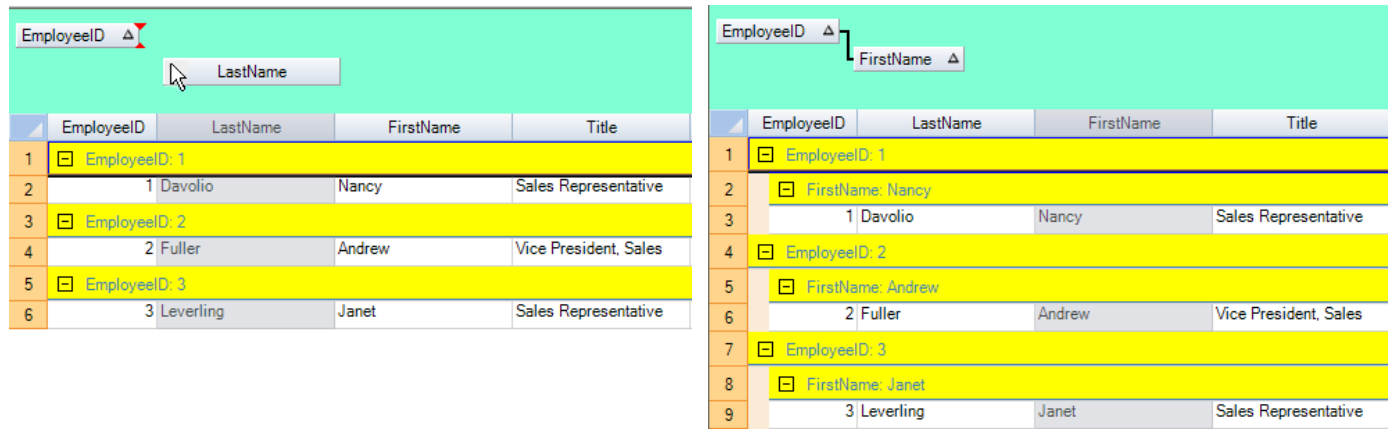 EmployeeID
LastName
EmployeeID LastName FirstName Title
1 EmployeeID: 1
2 1 Davolio Nancy Sales Representative
3 EmployeeID: 2
4 2 Fuller Andrew Vice President, Sales
5 EmployeeID: 3
6 3 Leverling Janet Sales Representative
EmployeeID
FirstName
EmployeeID LastName FirstName Title
1 EmployeeID: 1
2 FirstName: Nancy
3 1 Davolio Nancy Sales Representative
4 EmployeeID: 2
5 FirstName: Andrew
6 2 Fuller Andrew Vice President, Sales
7 EmployeeID: 3
8 FirstName: Janet
9 3 Leverling Janet Sales Representative